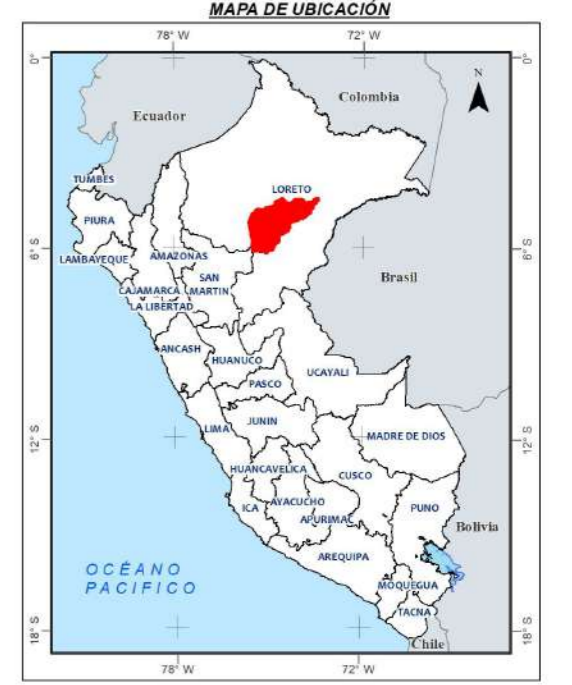 MAPA DE UBICACIÓN
78° W
72° W
0°
0°
N
Colombia
Ecuador
TUMBES
LORETO
PIURA
6° S
6° S
LAMBAYEQUE
AMAZONAS
SAN
MARTIN
Brasil
CAJAMARCA
LA LIBERTAD
ANCASH
HUANUCO
UCAYALI
PASCO
LIMA
JUNIN
MADRE DE DIOS
12° S
12° S
HUANCAVELICA
CUSCO
ICA
AYACUCHO
PUNO
APURIMAC
Bolivia
AREQUIPA
OCÉANO
PACIFICO
MOQUEGUA
TACNA
18° S
18° S
Chile
78° W
72° W